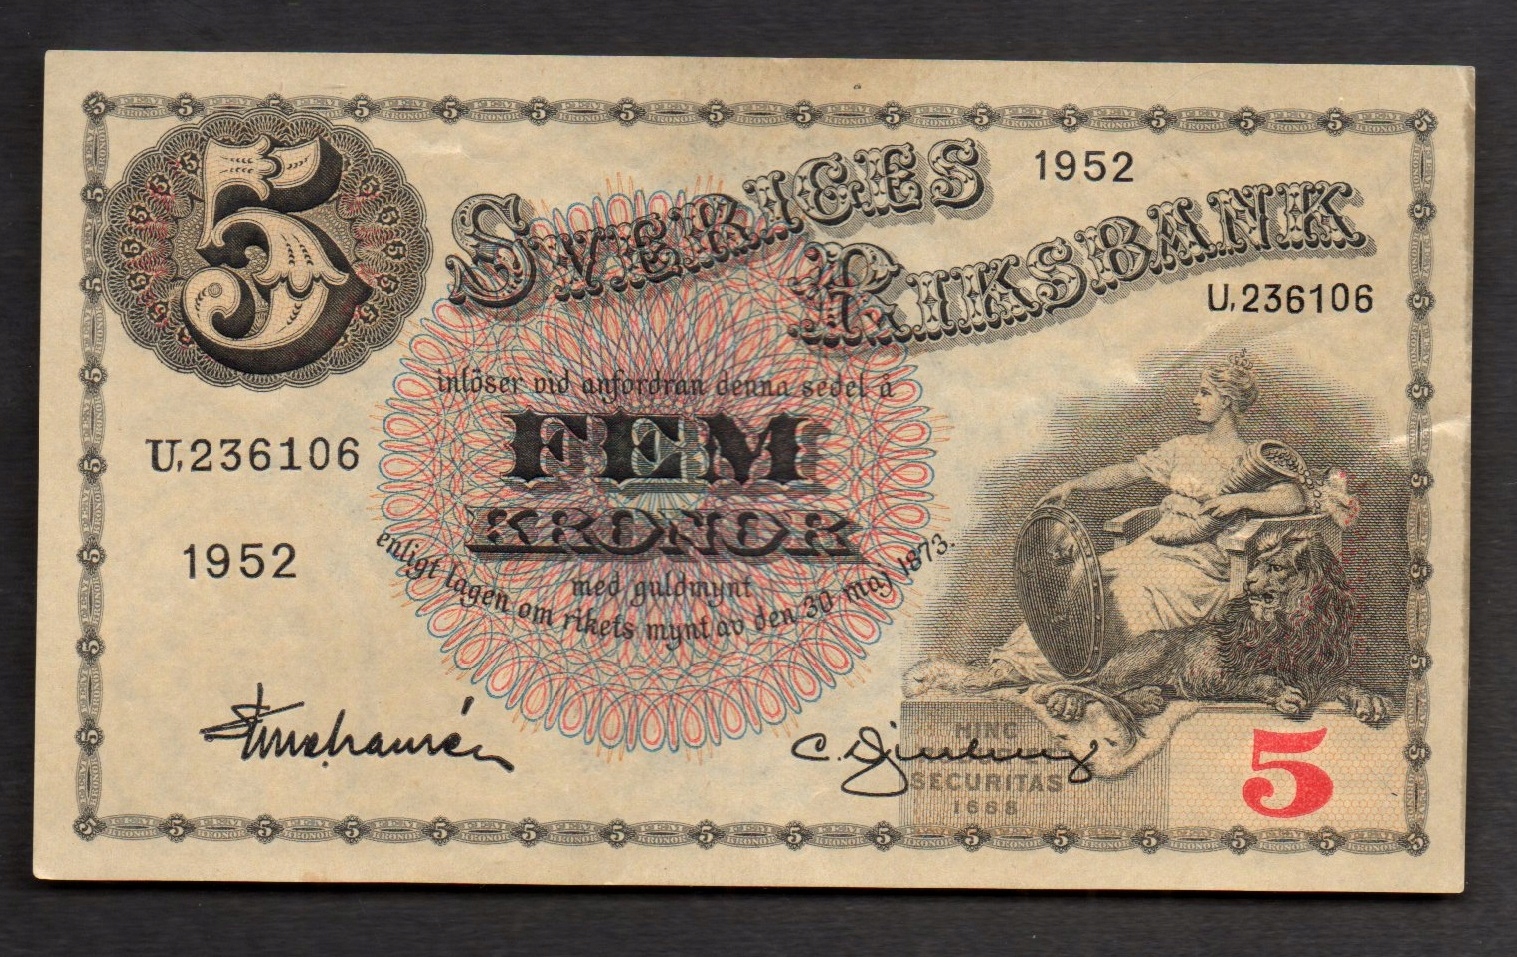 5
SVERIGES
RIKSBANK
1952
U,236106
inlöser vid anfordran denna sedel å
FEM
KRONOR
med guldmynt
enligt lagen om rikets mynt av den 30 maj 1873.
U,236106
1952
HINC
SECURITAS
1668
5